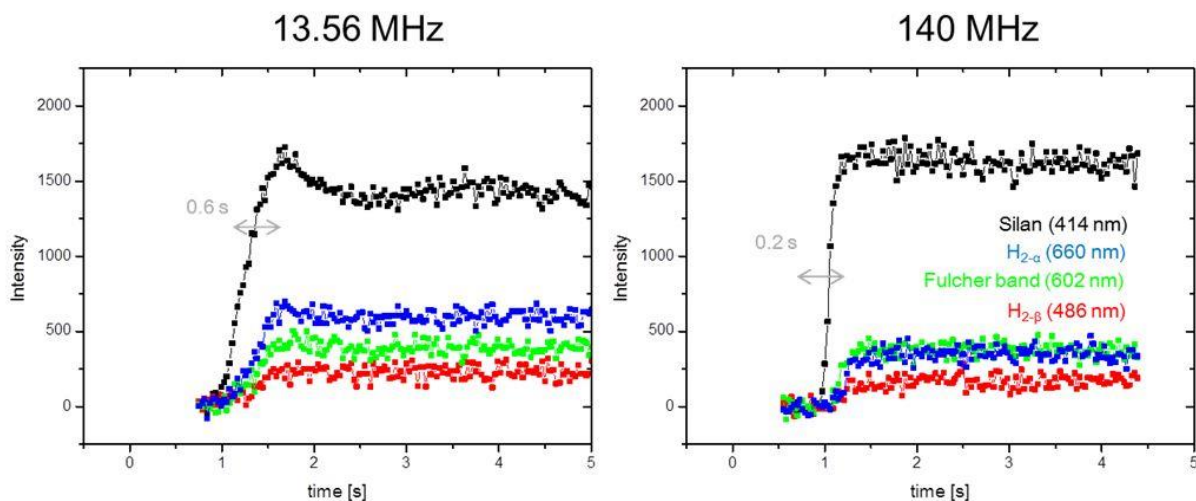 13.56 MHz
2000
1500
1000
500
0
Intensity
0.6 s
0 1 2 3 4 5
time [s]
140 MHz
2000
1500
1000
500
0
Intensity
0.2 s
Silan (414 nm)
H2-α (660 nm)
Fulcher band (602 nm)
H2-β (486 nm)
0 1 2 3 4 5
time [s]